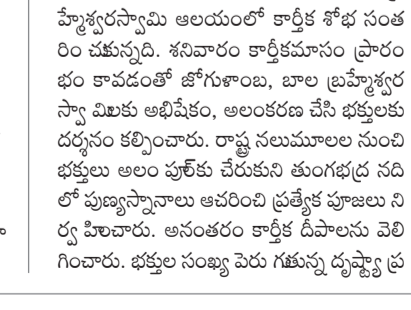 హ్మేశ్వరస్వామి ఆలయంలో కార్తీక శోభ సంత
రిం చుకున్నది. శనివారం కార్తీకమాసం ప్రారం
భం కావడంతో జోగుళాంబ, బాల బ్రహ్మేశ్వర
స్వా మిలకు అభిషేకం, అలంకరణ చేసి భక్తులకు
దర్శనం కల్పించారు. రాష్ట్ర నలుమూలల నుంచి
భక్తులు అలం పూర్‌కు చేరుకుని తుంగభద్ర నది
లో పుణ్యస్నానాలు ఆచరించి ప్రత్యేక పూజలు ని
ర్వ హించారు. అనంతరం కార్తీక దీపాలను వెలి
గించారు. భక్తుల సంఖ్య పెరు గుతున్న దృష్ట్యా ప్ర